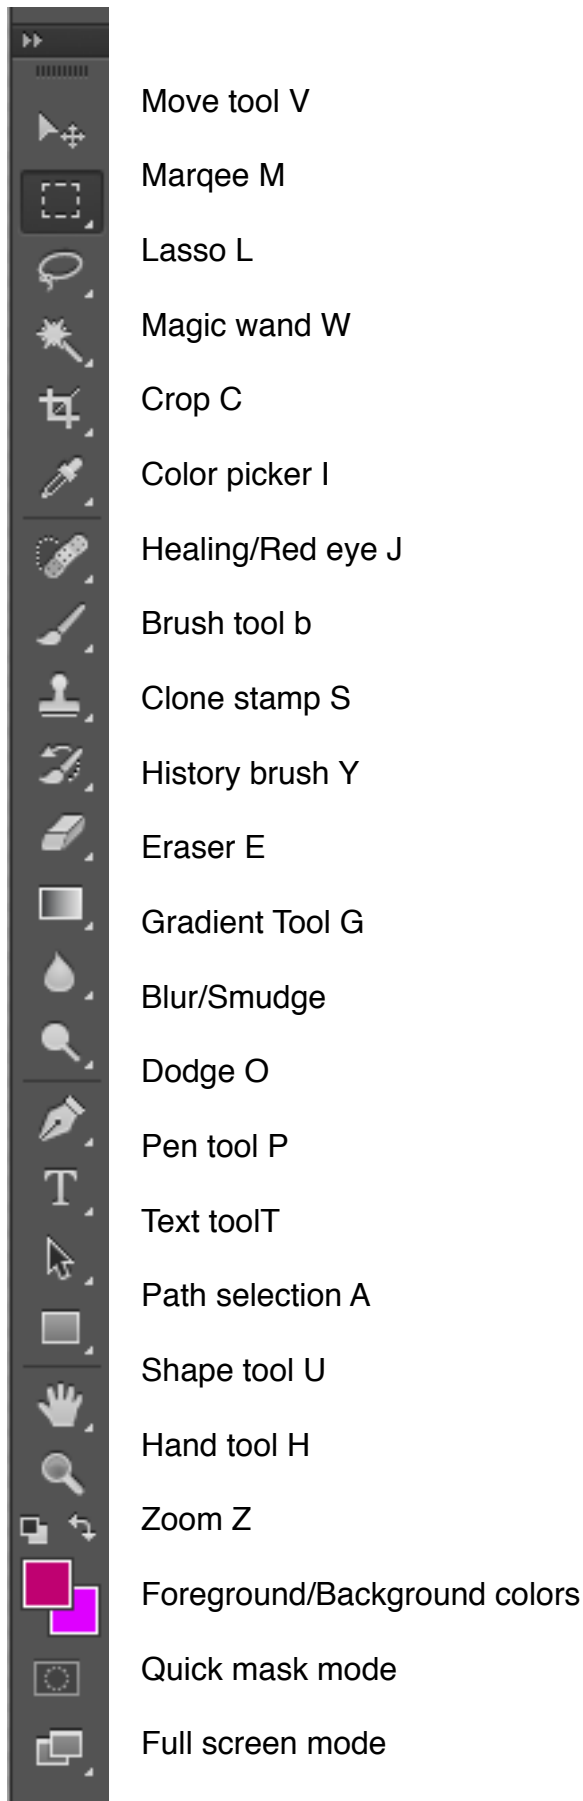 Move tool V
Marqee M
Lasso L
Magic wand W
Crop C
Color picker I
Healing/Red eye J
Brush tool b
Clone stamp S
History brush Y
Eraser E
Gradient Tool G
Blur/Smudge
Dodge O
Pen tool P
Text toolT
Path selection A
Shape tool U
Hand tool H
Zoom Z
Foreground/Background colors
Quick mask mode
Full screen mode